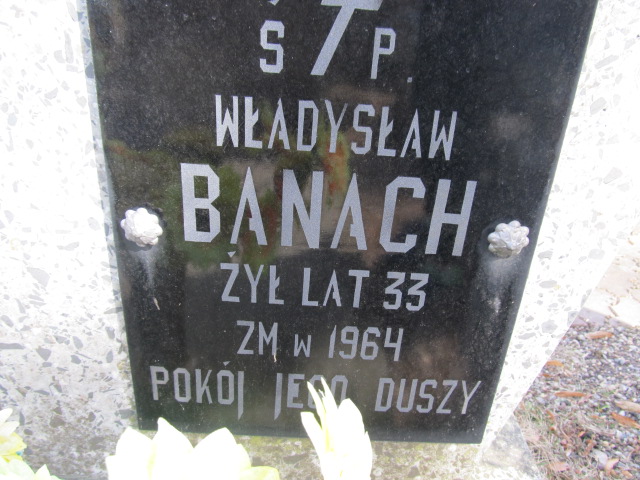 Ś P
WŁADYSŁAW
BANACH
ŻYŁ LAT 33
ZM W 1964
POKÓJ JEGO DUSZY